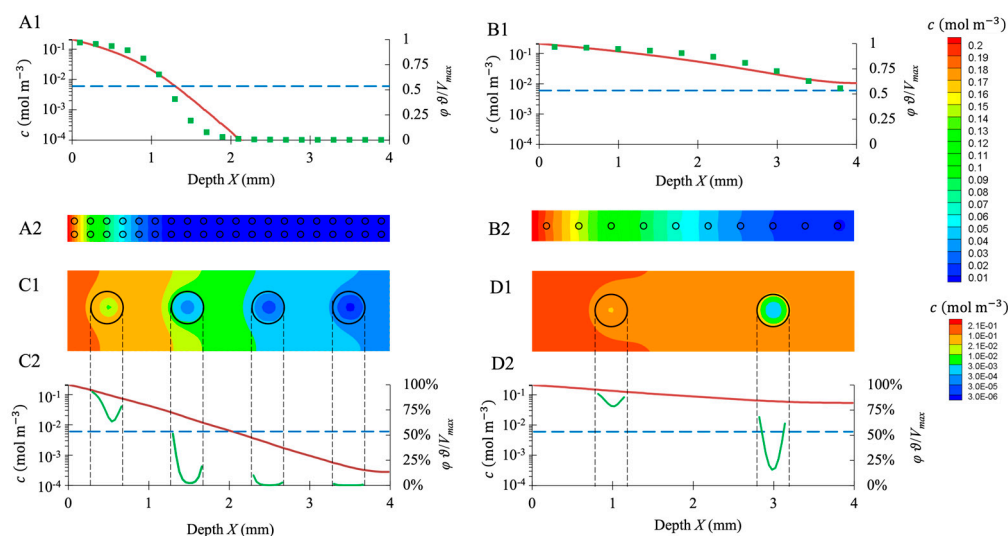 A1
c (mol m⁻³)
10⁻¹
10⁻²
10⁻³
10⁻⁴
0
1
2
3
4
Depth X (mm)
1
0.75
0.5
0.25
0
φ ϑ/Vmax
B1
c (mol m⁻³)
10⁻¹
10⁻²
10⁻³
10⁻⁴
0
1
2
3
4
Depth X (mm)
1
0.75
0.5
0.25
0
φ ϑ/Vmax
c (mol m⁻³)
0.2
0.19
0.18
0.17
0.16
0.15
0.14
0.13
0.12
0.11
0.1
0.09
0.08
0.07
0.06
0.05
0.04
0.03
0.02
0.01
A2
B2
C1
D1
c (mol m⁻³)
2.1E-01
1.0E-01
2.1E-02
1.0E-02
3.0E-03
3.0E-04
3.0E-05
3.0E-06
C2
c (mol m⁻³)
10⁻¹
10⁻²
10⁻³
10⁻⁴
0
1
2
3
4
Depth X (mm)
100%
75%
50%
25%
0%
φ ϑ/Vmax
D2
c (mol m⁻³)
10⁻¹
10⁻²
10⁻³
10⁻⁴
0
1
2
3
4
Depth X (mm)
100%
75%
50%
25%
0%
φ ϑ/Vmax